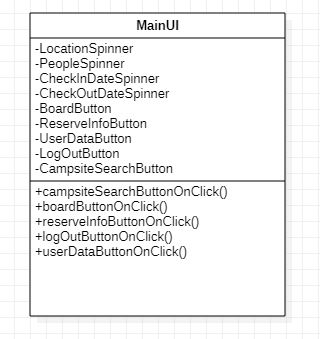 MainUI
-LocationSpinner
-PeopleSpinner
-CheckInDateSpinner
-CheckOutDateSpinner
-BoardButton
-ReserveInfoButton
-UserDataButton
-LogOutButton
-CampsiteSearchButton
+campsiteSearchButtonOnClick()
+boardButtonOnClick()
+reserveInfoButtonOnClick()
+logOutButtonOnClick()
+userDataButtonOnClick()